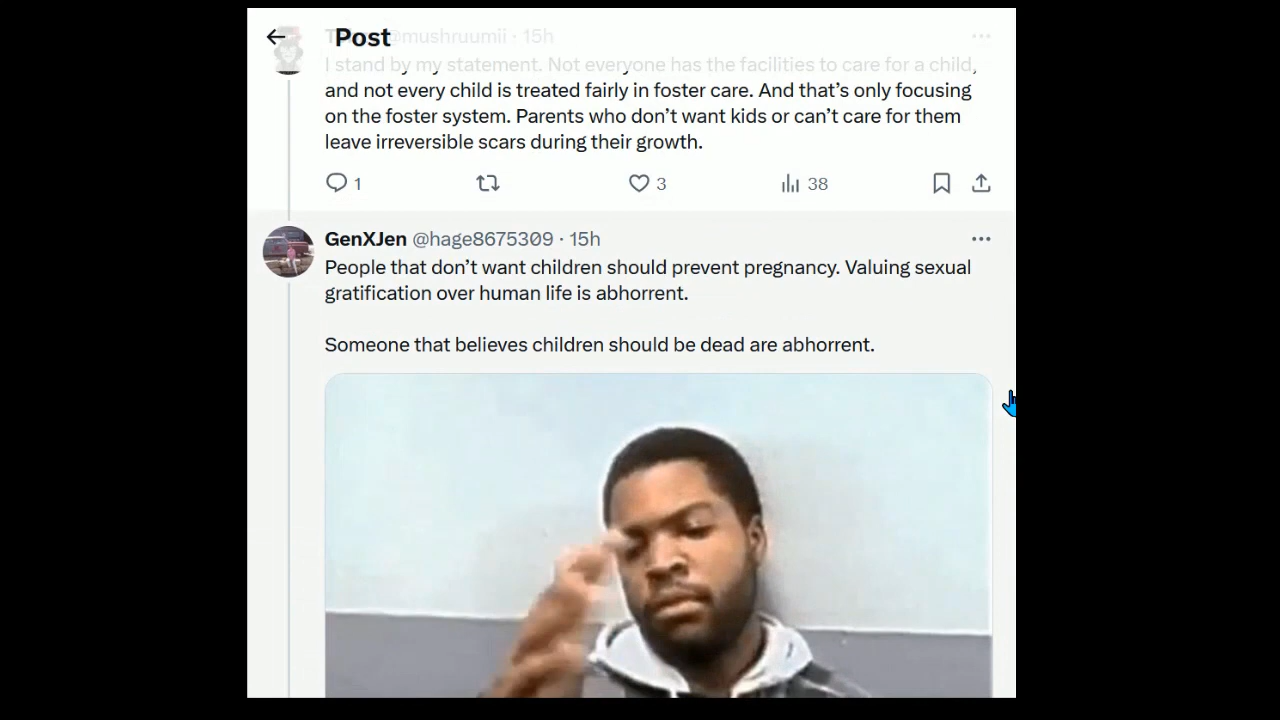 Post
@mushruumii · 15h
I stand by my statement. Not everyone has the facilities to care for a child,
and not every child is treated fairly in foster care. And that’s only focusing
on the foster system. Parents who don’t want kids or can’t care for them
leave irreversible scars during their growth.
1 3 38
GenXJen @hage8675309 · 15h
People that don’t want children should prevent pregnancy. Valuing sexual
gratification over human life is abhorrent.
Someone that believes children should be dead are abhorrent.